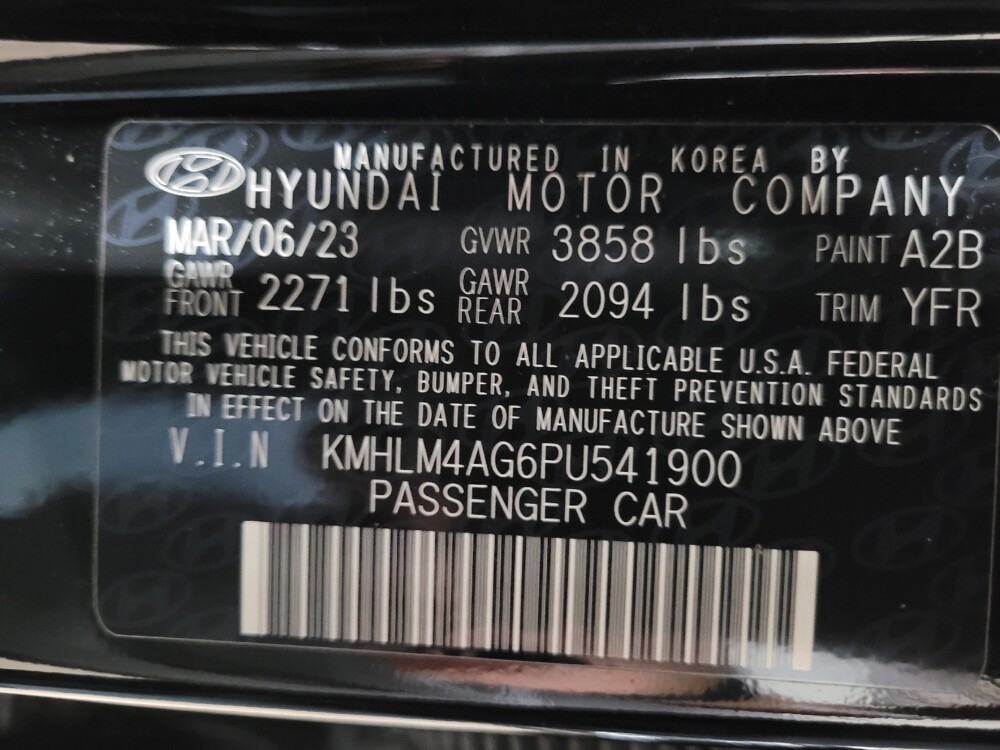 MANUFACTURED IN KOREA BY
HYUNDAI MOTOR COMPANY
MAR/06/23 GVWR 3858 lbs PAINT A2B
GAWR FRONT 2271 lbs GAWR REAR 2094 lbs TRIM YFR
THIS VEHICLE CONFORMS TO ALL APPLICABLE U.S.A. FEDERAL
MOTOR VEHICLE SAFETY, BUMPER, AND THEFT PREVENTION STANDARDS
IN EFFECT ON THE DATE OF MANUFACTURE SHOWN ABOVE
V.I.N KMHLM4AG6PU541900
PASSENGER CAR